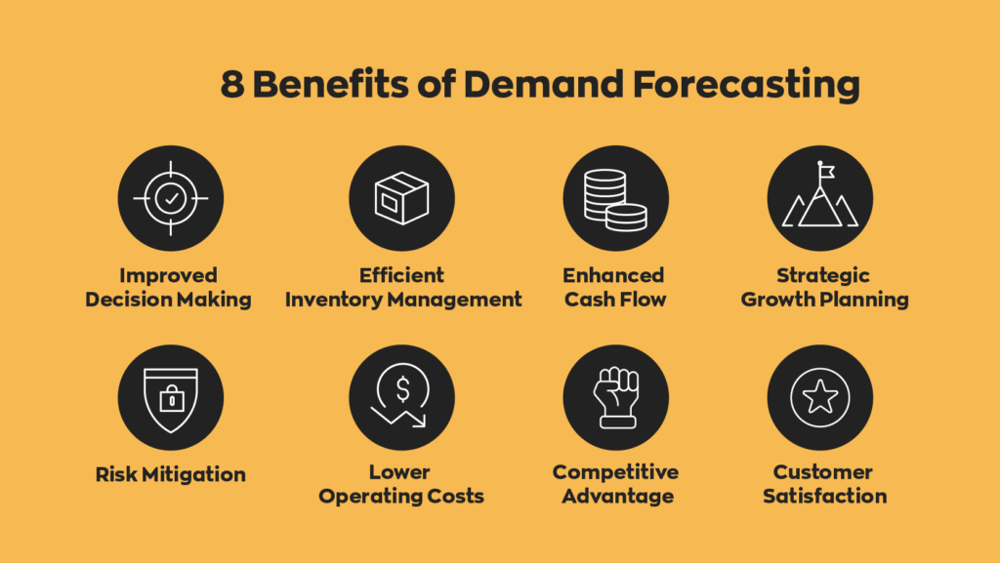 8 Benefits of Demand Forecasting
Improved
Decision Making
Efficient
Inventory Management
Enhanced
Cash Flow
Strategic
Growth Planning
Risk Mitigation
$
Lower
Operating Costs
Competitive
Advantage
Customer
Satisfaction